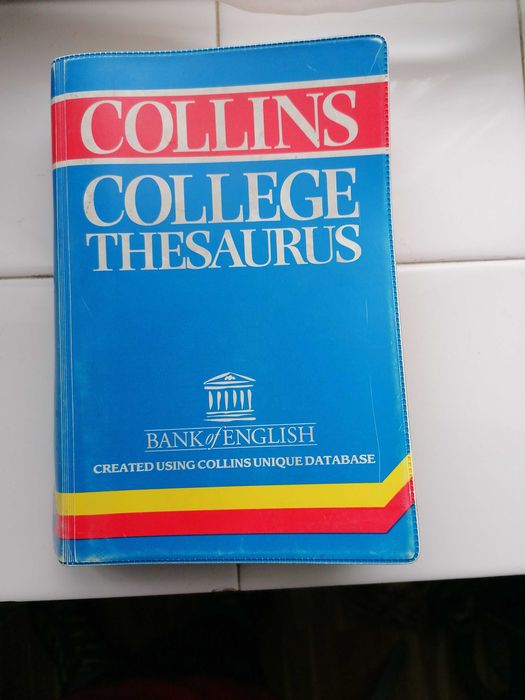 COLLINS
COLLEGE
THESAURUS
BANK of ENGLISH
CREATED USING COLLINS UNIQUE DATABASE